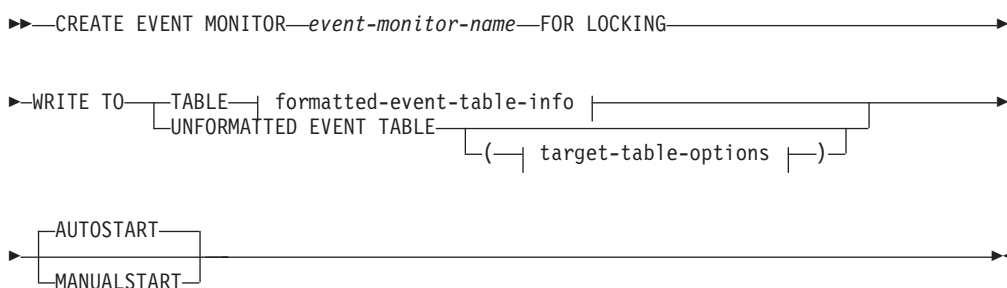 CREATE EVENT MONITOR event-monitor-name FOR LOCKING
WRITE TO TABLE formatted-event-table-info
UNFORMATTED EVENT TABLE
( target-table-options )
AUTOSTART
MANUALSTART